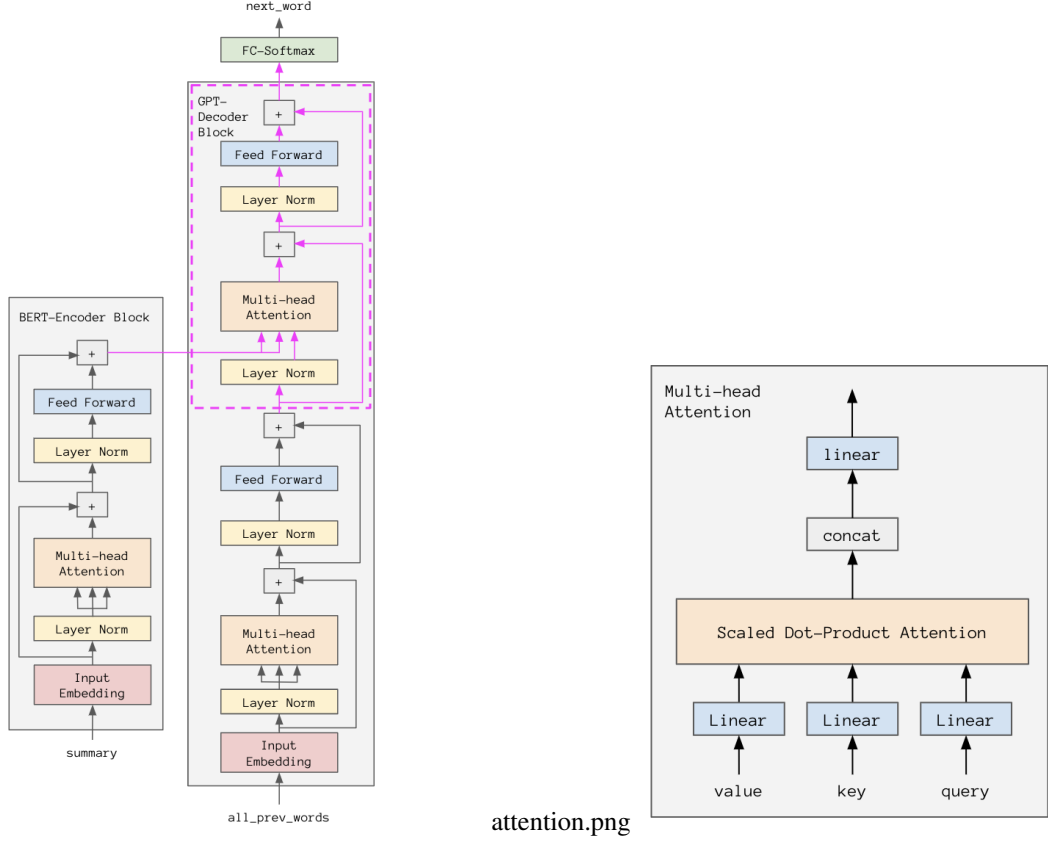 next_word
FC-Softmax
GPT-
Decoder
Block
+
Feed Forward
Layer Norm
+
Multi-head
Attention
Layer Norm
+
Feed Forward
Layer Norm
+
Multi-head
Attention
Layer Norm
Input
Embedding
all_prev_words
BERT-Encoder Block
+
Feed Forward
Layer Norm
+
Multi-head
Attention
Layer Norm
Input
Embedding
summary
attention.png
Multi-head
Attention
linear
concat
Scaled Dot-Product Attention
Linear Linear Linear
value key query